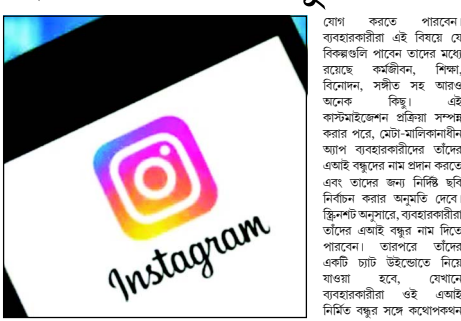 Instagram
যোগ করতে পারবেন।
ব্যবহারকারীরা এই বিষয়ে যে
বিকল্পগুলি পাবেন তাদের মধ্যে
রয়েছে কর্মজীবন, শিক্ষা,
বিনোদন, সঙ্গীত সহ আরও
অনেক কিছু। এই
কাস্টমাইজেশন প্রক্রিয়া সম্পন্ন
করার পরে, মেটা-মালিকানাধীন
অ্যাপ ব্যবহারকারীদের তাঁদের
এআই বন্ধুদের নাম প্রদান করতে
এবং তাদের জন্য নির্দিষ্ট ছবি
নির্বাচন করার অনুমতি দেবে।
স্ক্রিনশট অনুসারে, ব্যবহারকারীরা
তাঁদের এআই বন্ধুর নাম দিতে
পারবেন। তারপরে তাঁদের
একটি চ্যাট উইন্ডোতে নিয়ে
যাওয়া হবে, যেখানে
ব্যবহারকারীরা ওই এআই
নির্মিত বন্ধুর সঙ্গে কথোপকথন